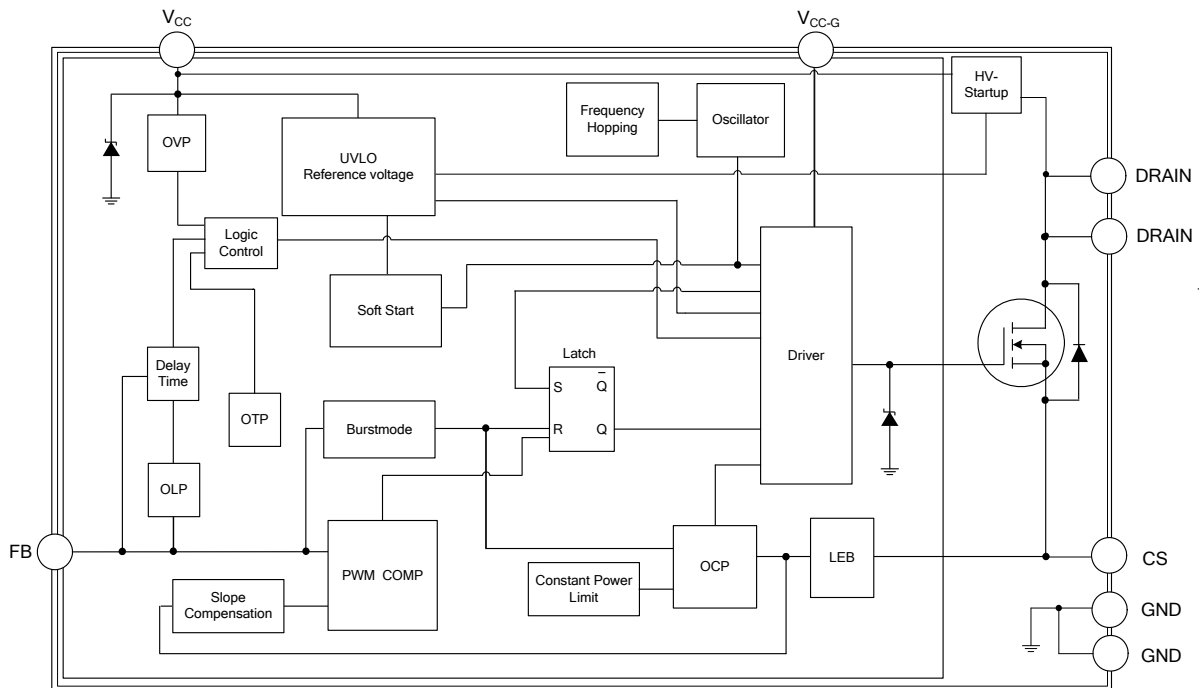 VCC
VCC-G
HV-
Startup
Frequency
Hopping
Oscillator
OVP
UVLO
Reference voltage
DRAIN
DRAIN
Logic
Control
Soft Start
Driver
Latch
Delay
Time
S
Q
R
Q
OTP
Burstmode
OLP
FB
PWM COMP
OCP
LEB
CS
Constant Power
Limit
Slope
Compensation
GND
GND